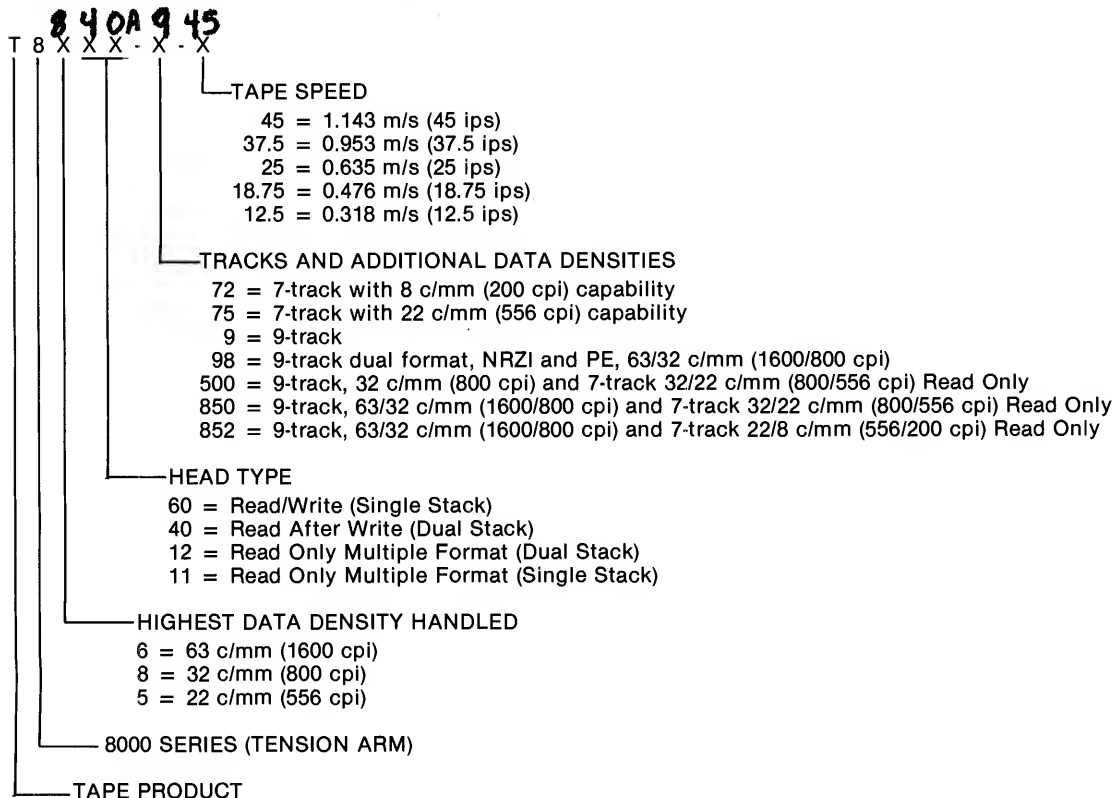 8 40A 9 45
T 8 X X X - X - X
TAPE SPEED
45 = 1.143 m/s (45 ips)
37.5 = 0.953 m/s (37.5 ips)
25 = 0.635 m/s (25 ips)
18.75 = 0.476 m/s (18.75 ips)
12.5 = 0.318 m/s (12.5 ips)
TRACKS AND ADDITIONAL DATA DENSITIES
72 = 7-track with 8 c/mm (200 cpi) capability
75 = 7-track with 22 c/mm (556 cpi) capability
9 = 9-track
98 = 9-track dual format, NRZI and PE, 63/32 c/mm (1600/800 cpi)
500 = 9-track, 32 c/mm (800 cpi) and 7-track 32/22 c/mm (800/556 cpi) Read Only
850 = 9-track, 63/32 c/mm (1600/800 cpi) and 7-track 32/22 c/mm (800/556 cpi) Read Only
852 = 9-track, 63/32 c/mm (1600/800 cpi) and 7-track 22/8 c/mm (556/200 cpi) Read Only
HEAD TYPE
60 = Read/Write (Single Stack)
40 = Read After Write (Dual Stack)
12 = Read Only Multiple Format (Dual Stack)
11 = Read Only Multiple Format (Single Stack)
HIGHEST DATA DENSITY HANDLED
6 = 63 c/mm (1600 cpi)
8 = 32 c/mm (800 cpi)
5 = 22 c/mm (556 cpi)
8000 SERIES (TENSION ARM)
TAPE PRODUCT